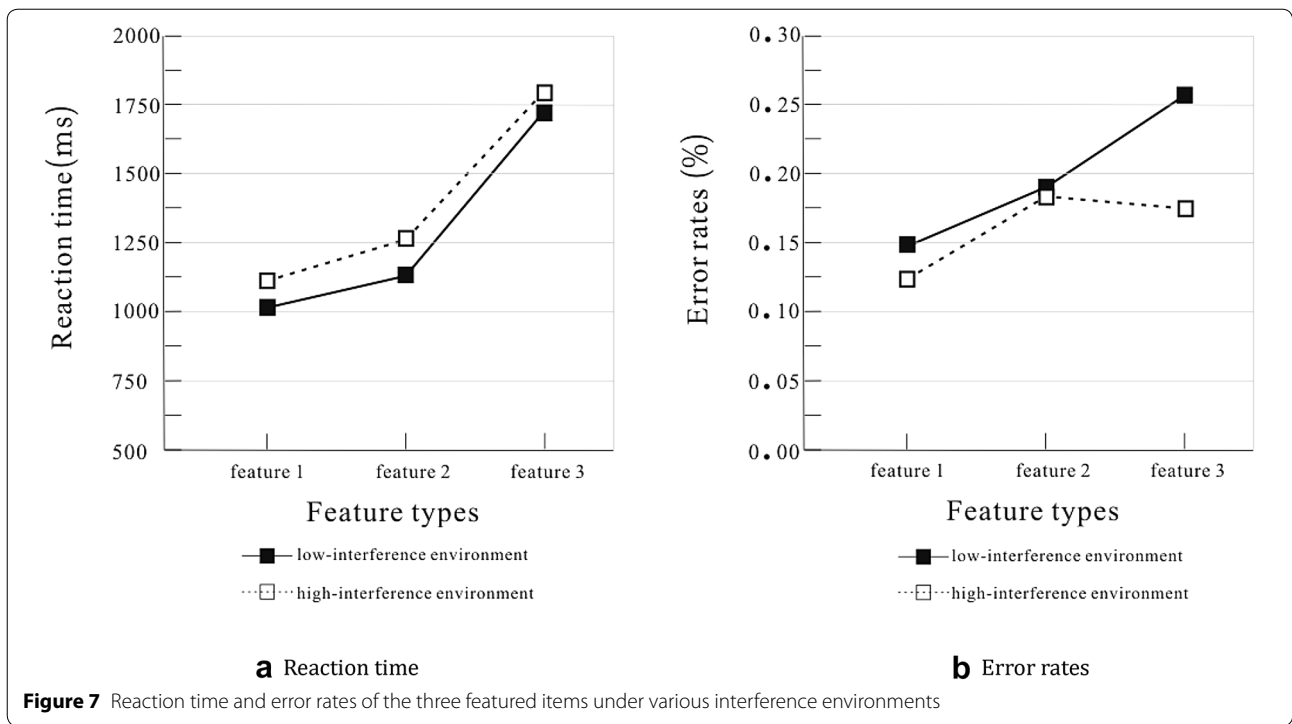 2000
1750
1500
1250
1000
750
500
Reaction time(ms)
feature 1 feature 2 feature 3
Feature types
low-interference environment
high-interference environment
a Reaction time
0.30
0.25
0.20
0.15
0.10
0.05
0.00
Error rates (%)
feature 1 feature 2 feature 3
Feature types
low-interference environment
high-interference environment
b Error rates
Figure 7 Reaction time and error rates of the three featured items under various interference environments